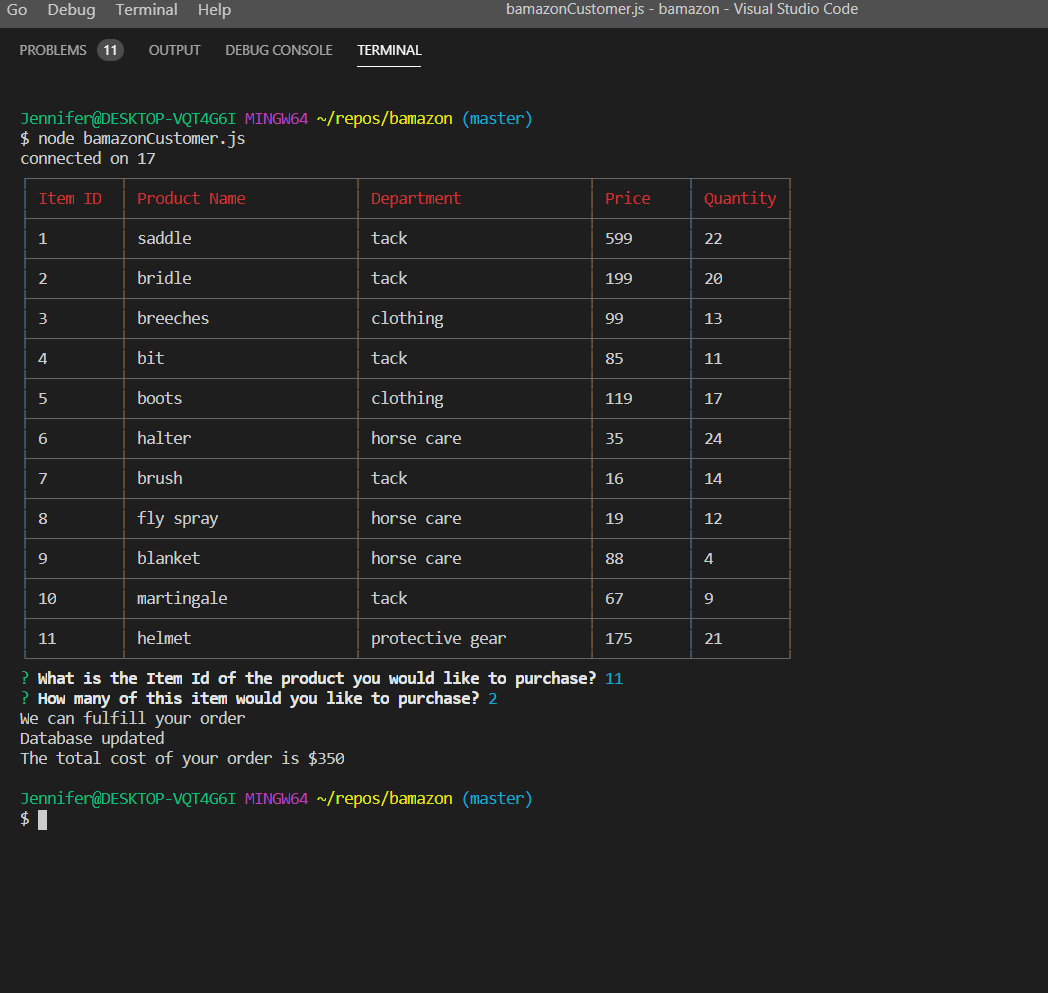 Go Debug Terminal Help bamazonCustomer.js - bamazon - Visual Studio Code
PROBLEMS 11 OUTPUT DEBUG CONSOLE TERMINAL
Jennifer@DESKTOP-VQT4G6I MINGW64 ~/repos/bamazon (master)
$ node bamazonCustomer.js
connected on 17
Item ID Product Name Department Price Quantity
1 saddle tack 599 22
2 bridle tack 199 20
3 breeches clothing 99 13
4 bit tack 85 11
5 boots clothing 119 17
6 halter horse care 35 24
7 brush tack 16 14
8 fly spray horse care 19 12
9 blanket horse care 88 4
10 martingale tack 67 9
11 helmet protective gear 175 21
? What is the Item Id of the product you would like to purchase? 11
? How many of this item would you like to purchase? 2
We can fulfill your order
Database updated
The total cost of your order is $350
Jennifer@DESKTOP-VQT4G6I MINGW64 ~/repos/bamazon (master)
$